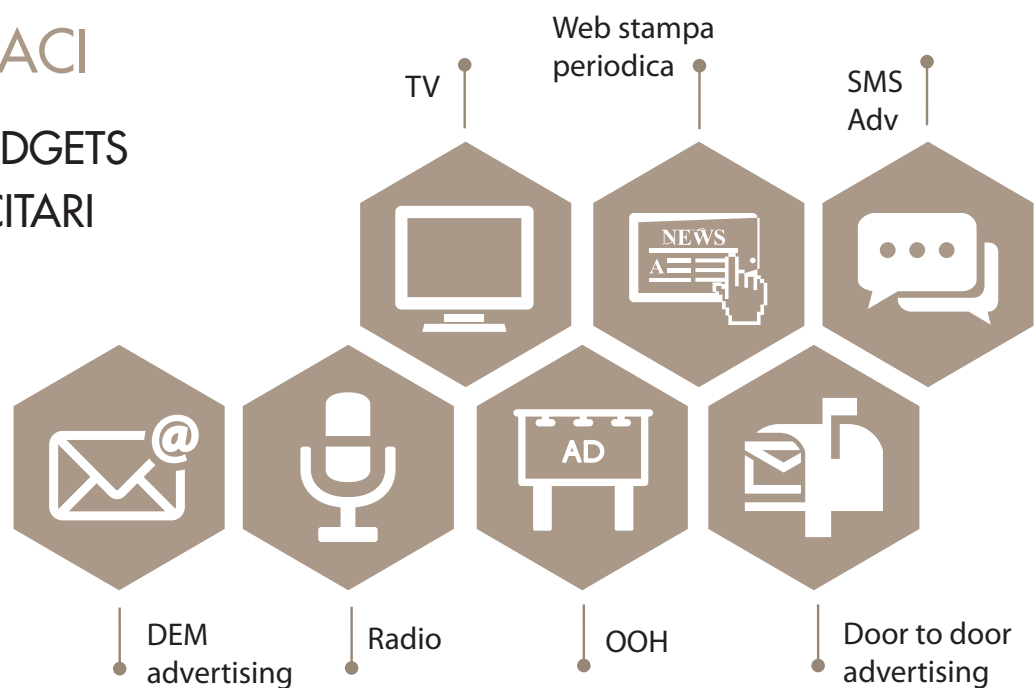 ACI
DGETS
CITARI
TV
Web stampa
periodica
SMS
Adv
NEWS
A
@
AD
DEM
advertising
Radio
OOH
Door to door
advertising